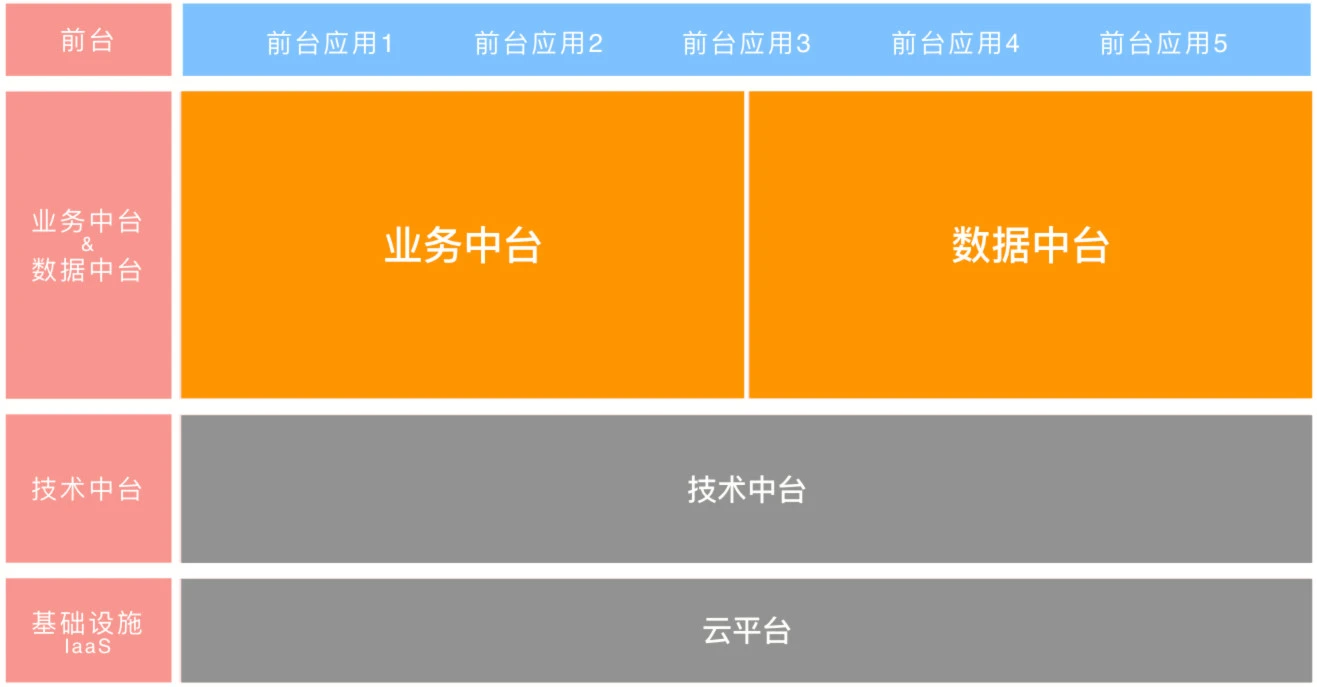 前台
前台应用1 前台应用2 前台应用3 前台应用4 前台应用5
业务中台
&
数据中台
业务中台
数据中台
技术中台
技术中台
基础设施
IaaS
云平台